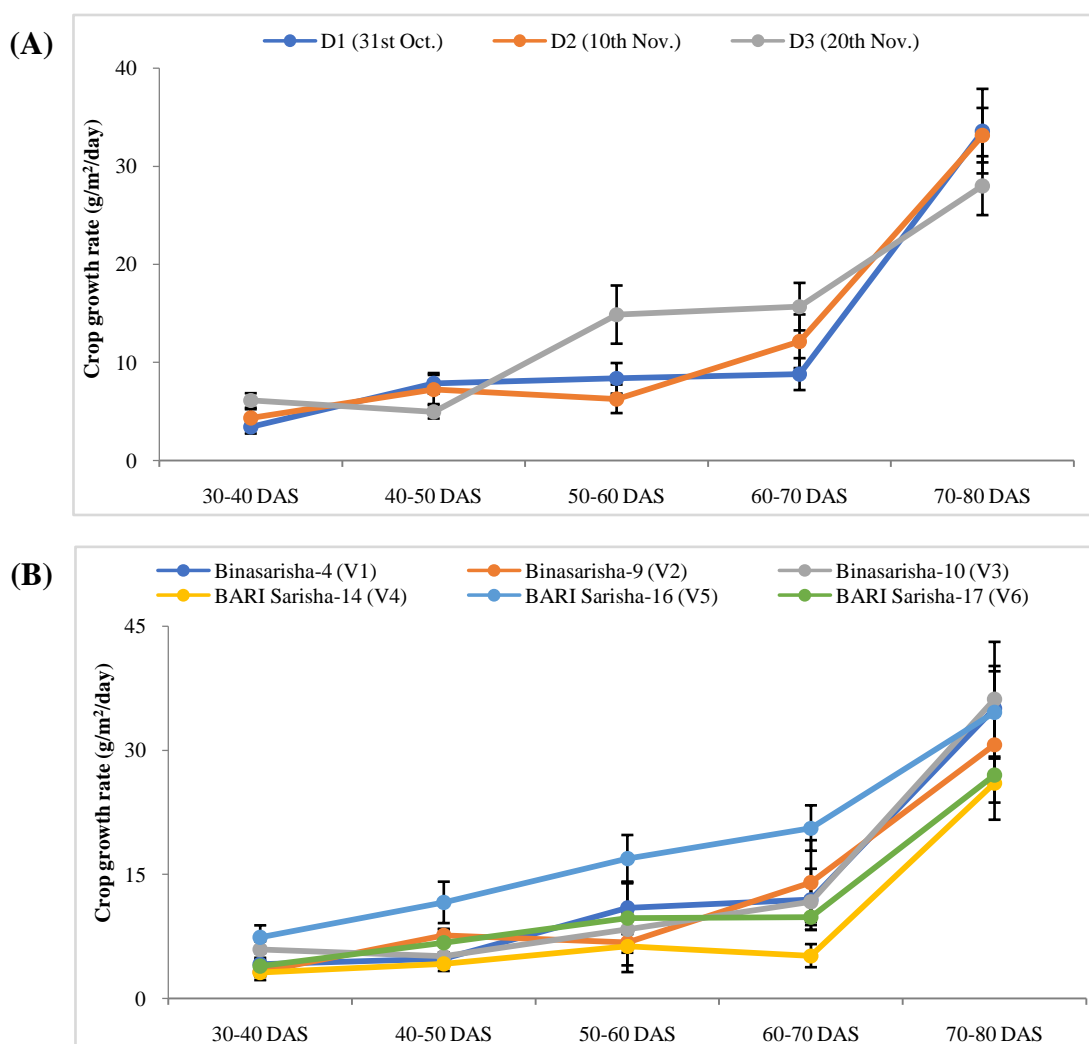 (A)
D1 (31st Oct.) D2 (10th Nov.) D3 (20th Nov.)
40
30
20
10
0
Crop growth rate (g/m²/day)
30-40 DAS 40-50 DAS 50-60 DAS 60-70 DAS 70-80 DAS
(B)
Binasarisha-4 (V1) Binasarisha-9 (V2) Binasarisha-10 (V3)
BARI Sarisha-14 (V4) BARI Sarisha-16 (V5) BARI Sarisha-17 (V6)
45
30
15
0
Crop growth rate (g/m²/day)
30-40 DAS 40-50 DAS 50-60 DAS 60-70 DAS 70-80 DAS